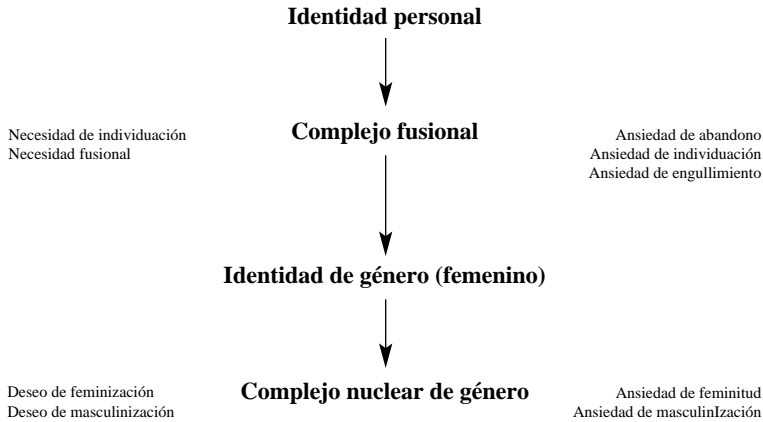 Identidad personal
Necesidad de individuación
Necesidad fusional
Complejo fusional
Ansiedad de abandono
Ansiedad de individuación
Ansiedad de engullimiento
Identidad de género (femenino)
Deseo de feminización
Deseo de masculinización
Complejo nuclear de género
Ansiedad de feminitud
Ansiedad de masculinIzación